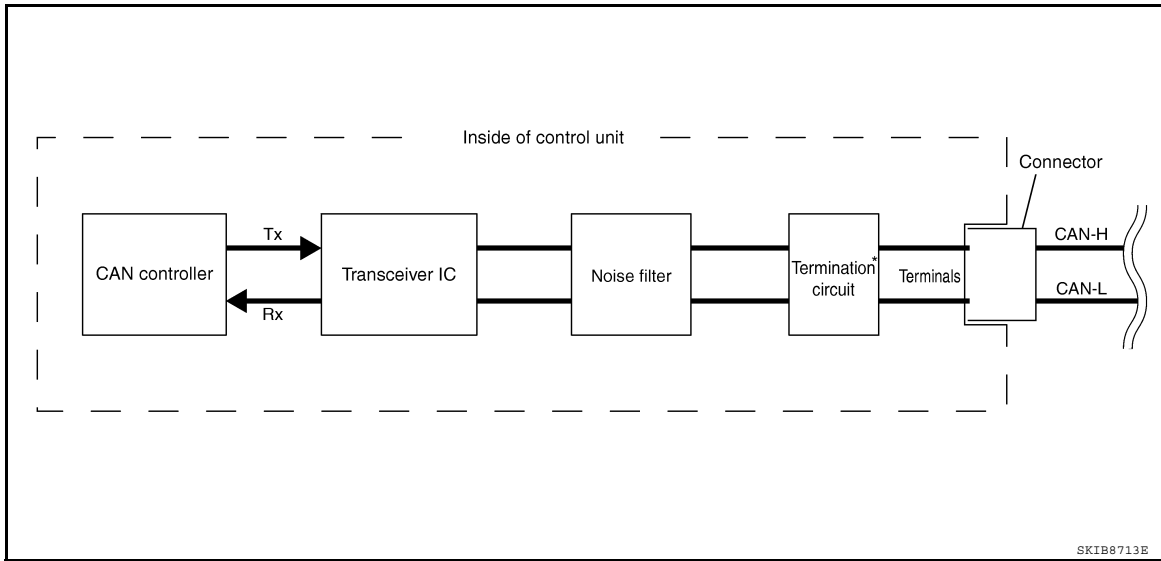 Inside of control unit
Connector
CAN controller
Tx
Rx
Transceiver IC
Noise filter
Termination*
circuit
Terminals
CAN-H
CAN-L
SKIB8713E